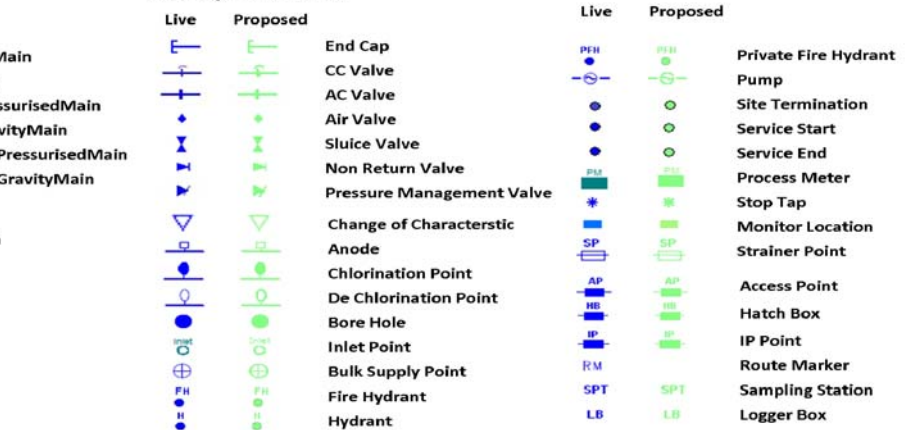 Live Proposed
Main
ssurisedMain
vityMain
PressurisedMain
GravityMain
End Cap
CC Valve
AC Valve
Air Valve
Sluice Valve
Non Return Valve
Pressure Management Valve
Change of Characterstic
Anode
Chlorination Point
De Chlorination Point
Bore Hole
Inlet Inlet Inlet Point
Bulk Supply Point
FH FH Fire Hydrant
H H Hydrant
Live Proposed
PFH PFH Private Fire Hydrant
Pump
Site Termination
Service Start
Service End
PM PM Process Meter
Stop Tap
Monitor Location
SP SP Strainer Point
AP AP Access Point
HB HB Hatch Box
IP IP IP Point
RM Route Marker
SPT SPT Sampling Station
LB LB Logger Box